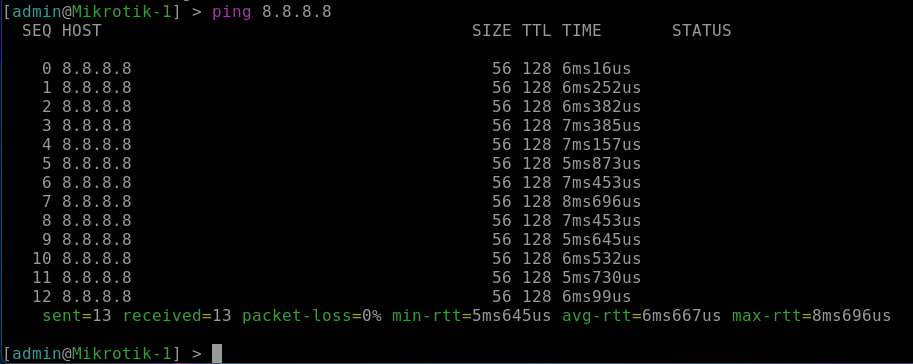 [admin@Mikrotik-1] > ping 8.8.8.8
SEQ HOST SIZE TTL TIME STATUS
0 8.8.8.8 56 128 6ms16us
1 8.8.8.8 56 128 6ms252us
2 8.8.8.8 56 128 6ms382us
3 8.8.8.8 56 128 7ms385us
4 8.8.8.8 56 128 7ms157us
5 8.8.8.8 56 128 5ms873us
6 8.8.8.8 56 128 7ms453us
7 8.8.8.8 56 128 8ms696us
8 8.8.8.8 56 128 7ms453us
9 8.8.8.8 56 128 5ms645us
10 8.8.8.8 56 128 6ms532us
11 8.8.8.8 56 128 5ms730us
12 8.8.8.8 56 128 6ms99us
sent=13 received=13 packet-loss=0% min-rtt=5ms645us avg-rtt=6ms667us max-rtt=8ms696us
[admin@Mikrotik-1] >